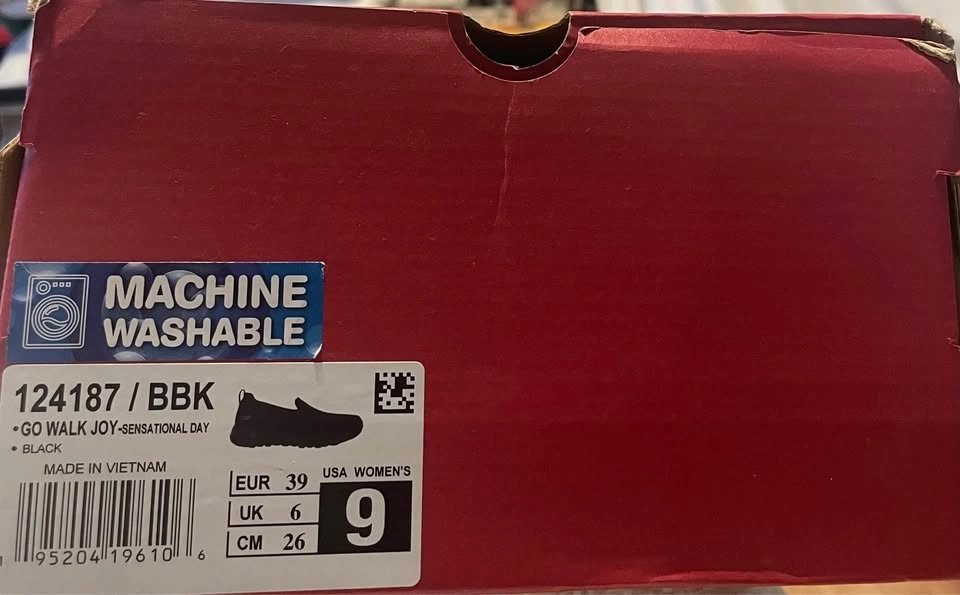 MACHINE
WASHABLE
124187 / BBK
•GO WALK JOY-SENSATIONAL DAY
• BLACK
MADE IN VIETNAM
USA WOMEN'S
EUR 39
UK 6
CM 26
9
1 95204 19610 6